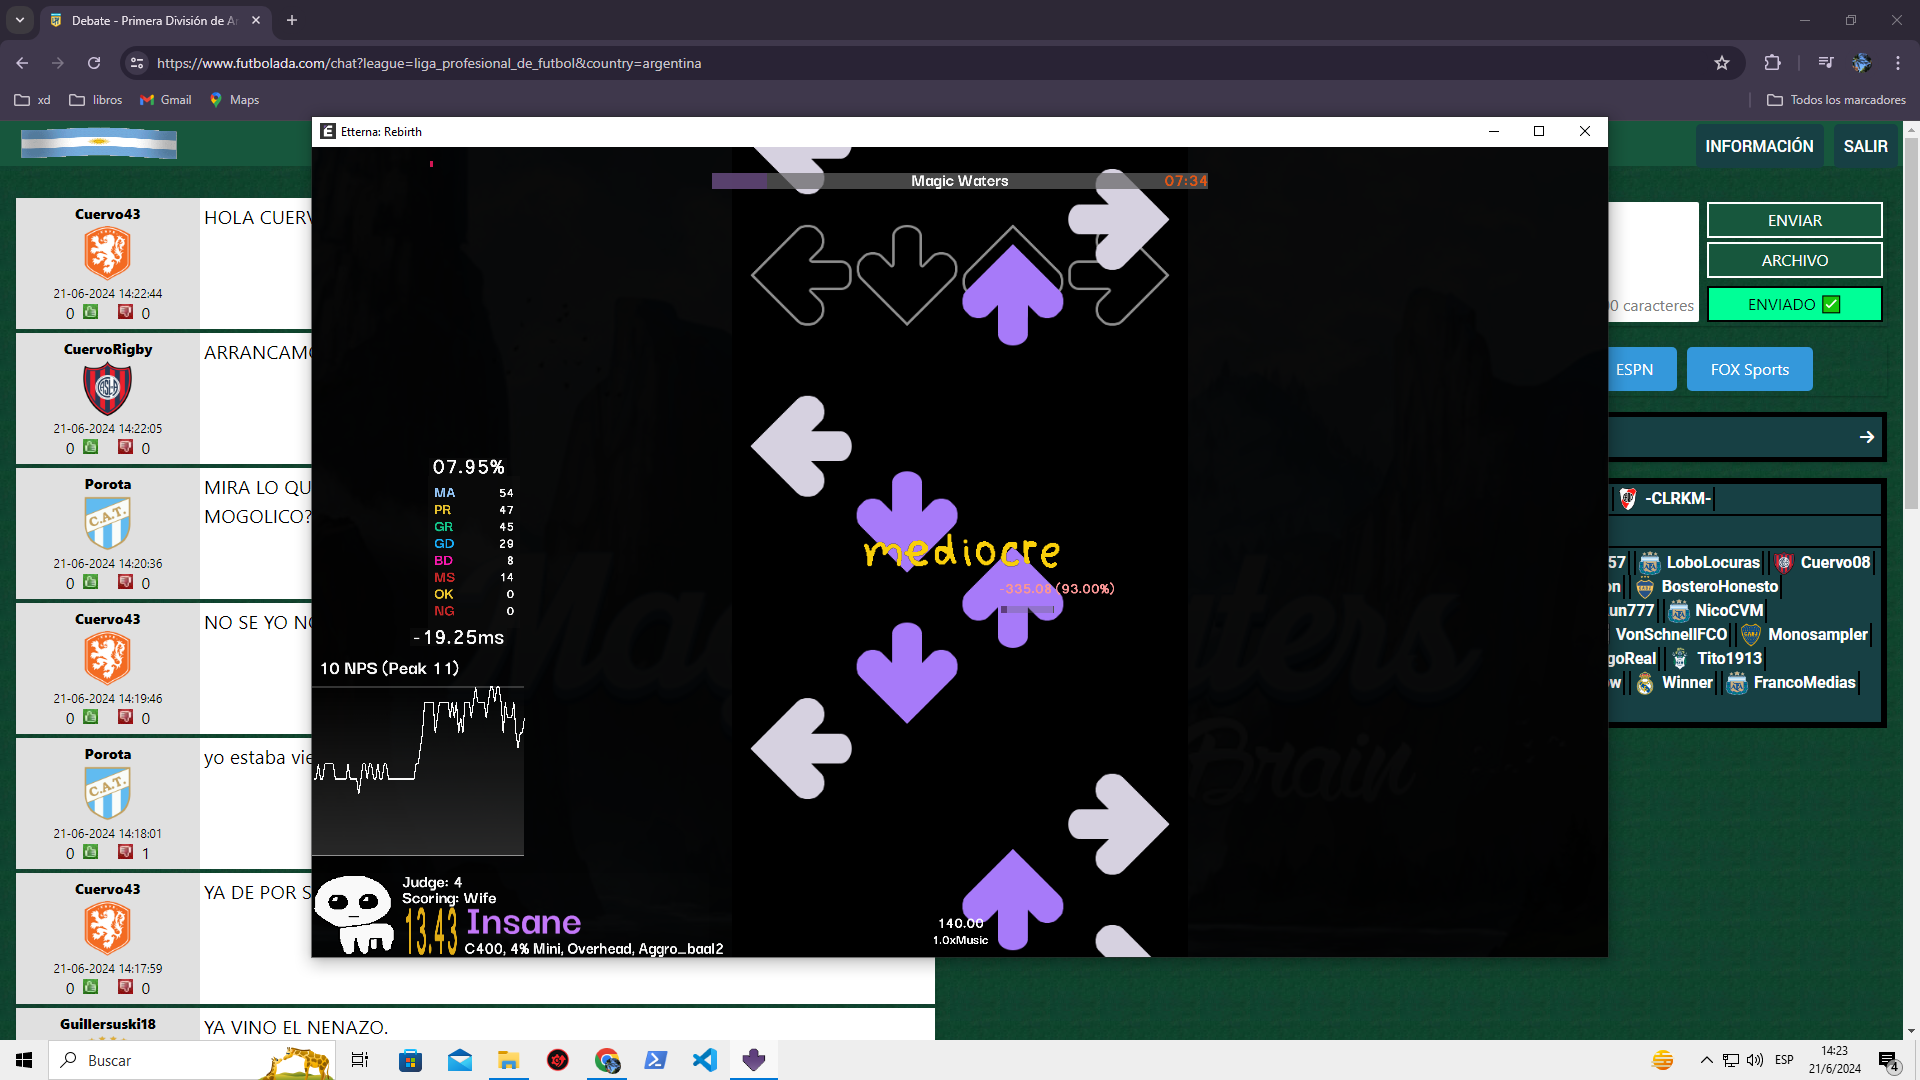 Debate - Primera División de Ar
https://www.futbolada.com/chat?league=liga_profesional_de_futbol&country=argentina
xd
libros
Gmail
Maps
Todos los marcadores
INFORMACIÓN
SALIR
Etterna: Rebirth
Magic Waters
07:34
Cuervo43
21-06-2024 14:22:44
0 0
HOLA CUERV
CuervoRigby
21-06-2024 14:22:05
0 0
ARRANCAMO
Porota
21-06-2024 14:20:36
0 0
MIRA LO QU
MOGOLICO?
Cuervo43
21-06-2024 14:19:46
0 0
NO SE YO NO
Porota
21-06-2024 14:18:01
0 1
yo estaba vie
Cuervo43
21-06-2024 14:17:59
0 0
YA DE POR S
Guillersuski18
YA VINO EL NENAZO.
07.95%
MA 54
PR 47
GR 45
GD 29
BD 8
MS 14
OK 0
NG 0
-19.25ms
10 NPS (Peak 11)
mediocre
-335.08 (93.00%)
Judge: 4
Scoring: Wife
13.43 Insane
C400, 4% Mini, Overhead, Aggro_baal2
140.00
1.0xMusic
Brain
ENVIAR
ARCHIVO
0 caracteres
ENVIADO
ESPN
FOX Sports
-CLRKM-
57 LoboLocuras Cuervo08
on BosteroHonesto
un777 NicoCVM
VonSchnellFCO Monosampler
goReal Tito1913
w Winner FrancoMedias
Buscar
ESP
14:23
21/6/2024
4